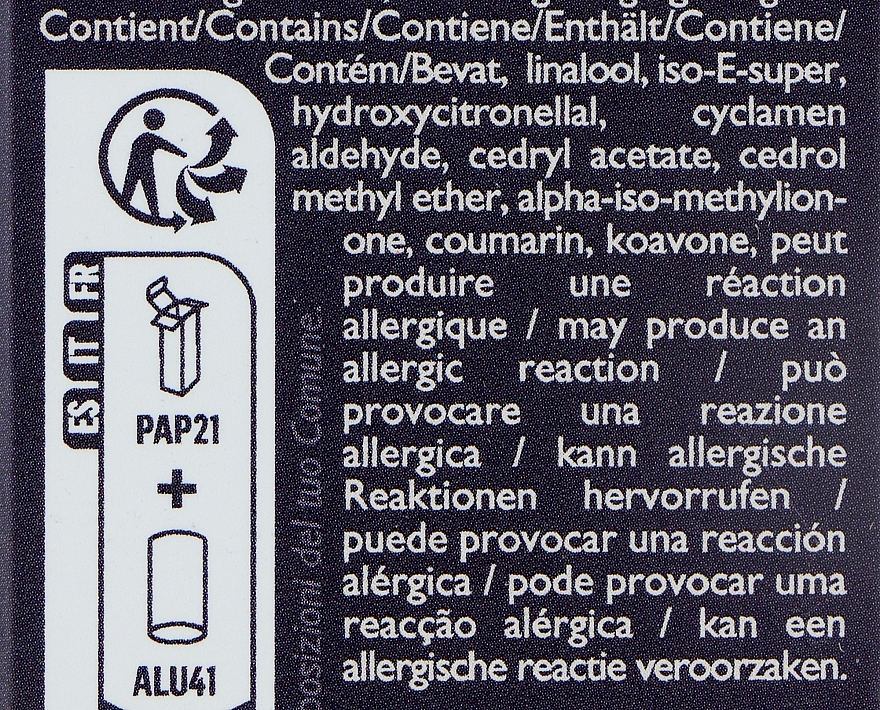 Contient/Contains/Contiene/Enthält/Contiene/
Contém/Bevat, linalool, iso-E-super,
hydroxycitronellal, cyclamen
aldehyde, cedryl acetate, cedrol
methyl ether, alpha-iso-methylion-
one, coumarin, koavone, peut
produire une réaction
allergique / may produce an
allergic reaction / può
provocare una reazione
allergica / kann allergische
Reaktionen hervorrufen /
puede provocar una reacción
alérgica / pode provocar uma
reacção alérgica / kan een
allergische reactie veroorzaken.
FR
IT
ES
PAP21
+
ALU41
del tuo Comune.